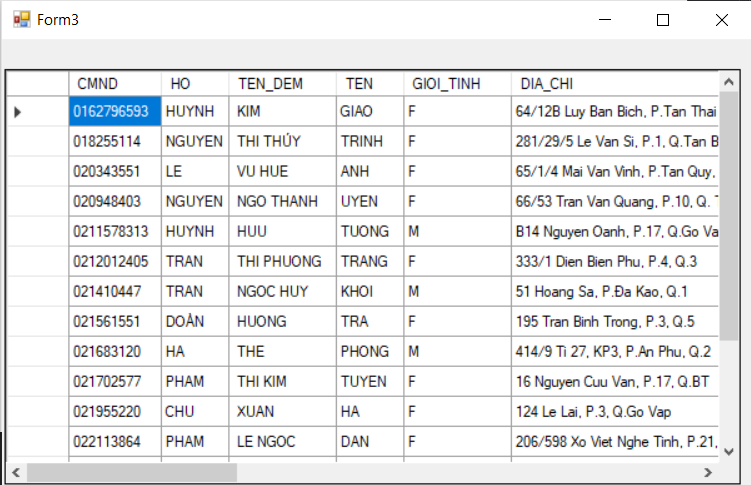 Form3
CMND HO TEN_DEM TEN GIOI_TINH DIA_CHI
0162796593 HUYNH KIM GIAO F 64/12B Luy Ban Bich, P.Tan Thai
018255114 NGUYEN THI THÚY TRINH F 281/29/5 Le Van Si, P.1, Q.Tan B
020343551 LE VU HUE ANH F 65/1/4 Mai Van Vinh, P.Tan Quy,
020948403 NGUYEN NGO THANH UYEN F 66/53 Tran Van Quang, P.10, Q. T
0211578313 HUYNH HUU TUONG M B14 Nguyen Oanh, P.17, Q.Go Va
0212012405 TRAN THI PHUONG TRANG F 333/1 Dien Bien Phu, P.4, Q.3
021410447 TRAN NGOC HUY KHOI M 51 Hoang Sa, P.Đa Kao, Q.1
021561551 DOÀN HUONG TRA F 195 Tran Binh Trong, P.3, Q.5
021683120 HA THE PHONG M 414/9 Ti 27, KP3, P.An Phu, Q.2
021702577 PHAM THI KIM TUYEN F 16 Nguyen Cuu Van, P.17, Q.BT
021955220 CHU XUAN HA F 124 Le Lai, P.3, Q.Go Vap
022113864 PHAM LE NGOC DAN F 206/598 Xo Viet Nghe Tinh, P.21,